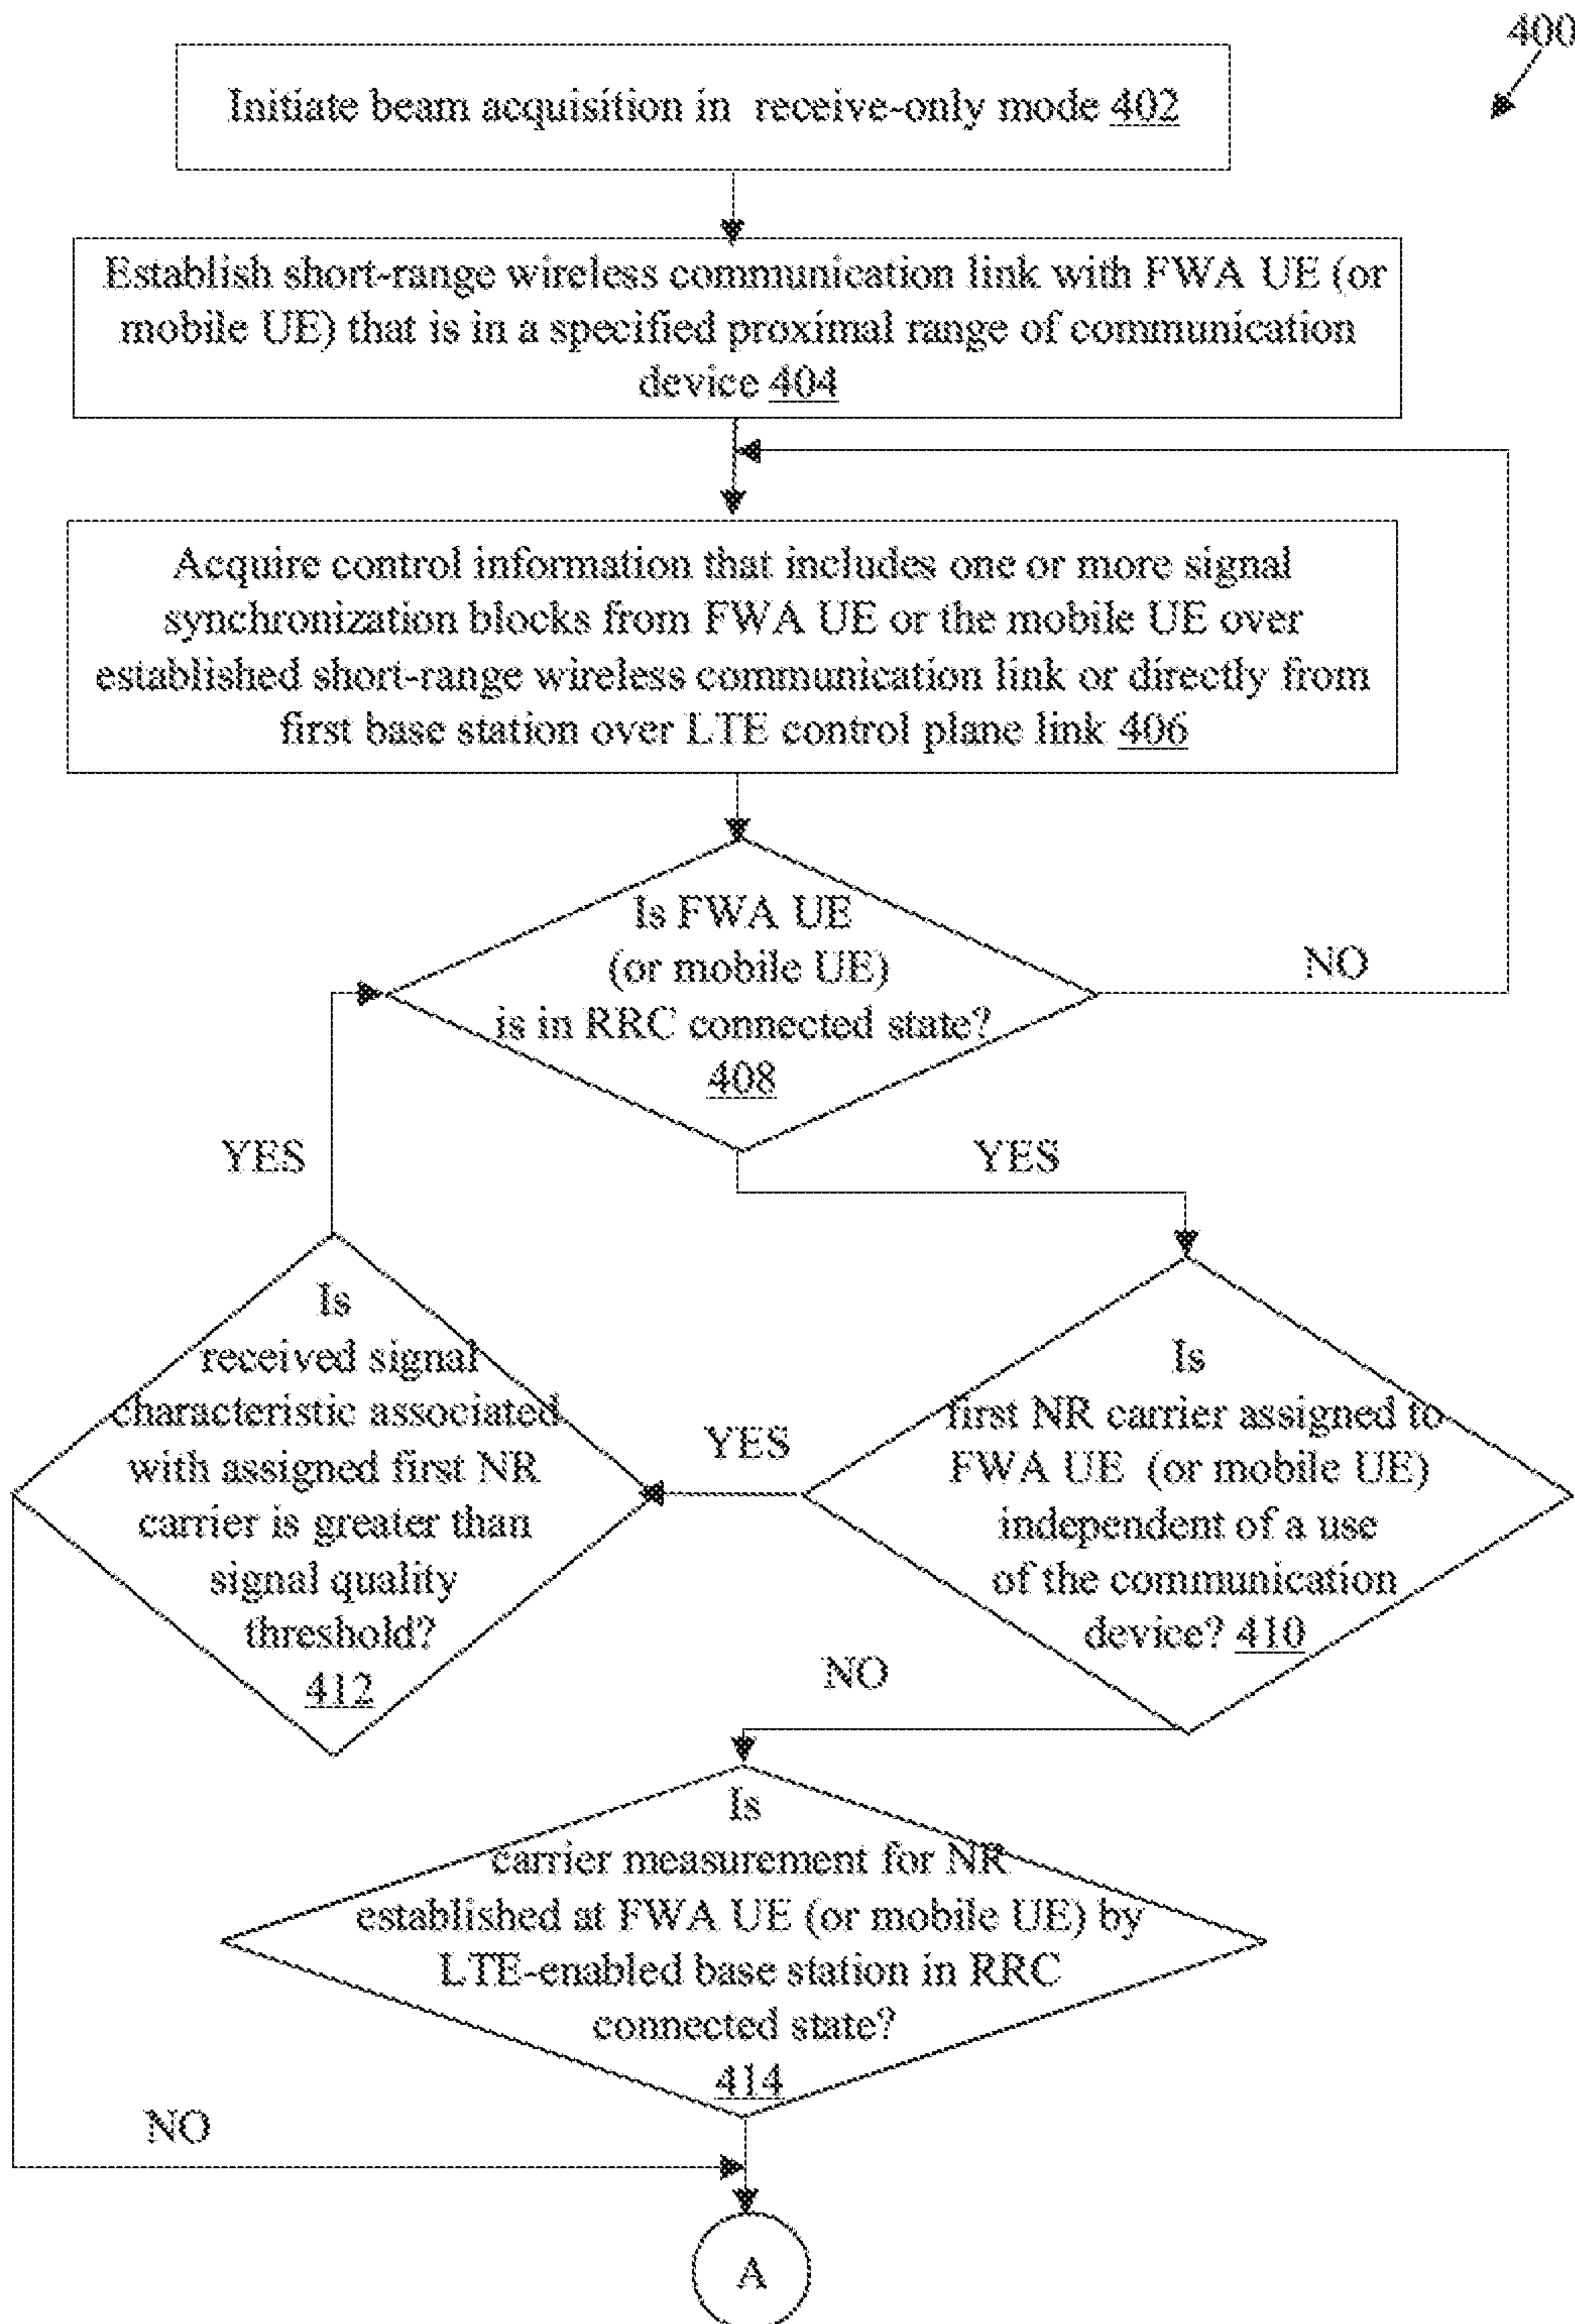 400
Initiate beam acquisition in receive-only mode 402
Establish short-range wireless communication link with FWA UE (or
mobile UE) that is in a specified proximal range of communication
device 404
Acquire control information that includes one or more signal
synchronization blocks from FWA UE or the mobile UE over
established short-range wireless communication link or directly from
first base station over LTE control plane link 406
Is FWA UE
(or mobile UE)
is in RRC connected state?
408
NO
YES
YES
Is
received signal
characteristic associated
with assigned first NR
carrier is greater than
signal quality
threshold?
412
YES
Is
first NR carrier assigned to
FWA UE (or mobile UE)
independent of a use
of the communication
device? 410
NO
Is
carrier measurement for NR
established at FWA UE (or mobile UE) by
LTE-enabled base station in RRC
connected state?
414
NO
A